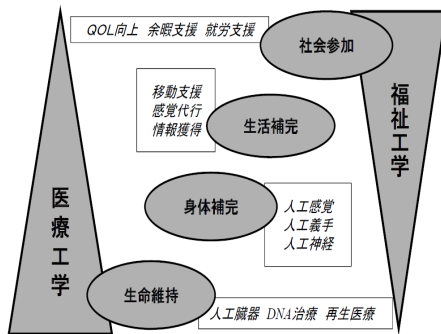 QOL向上 余暇支援 就労支援
社会参加
移動支援
感覚代行
情報獲得
生活補完
福祉工学
医療工学
身体補完
人工感覚
人工義手
人工神経
生命維持
人工臓器 DNA治療 再生医療